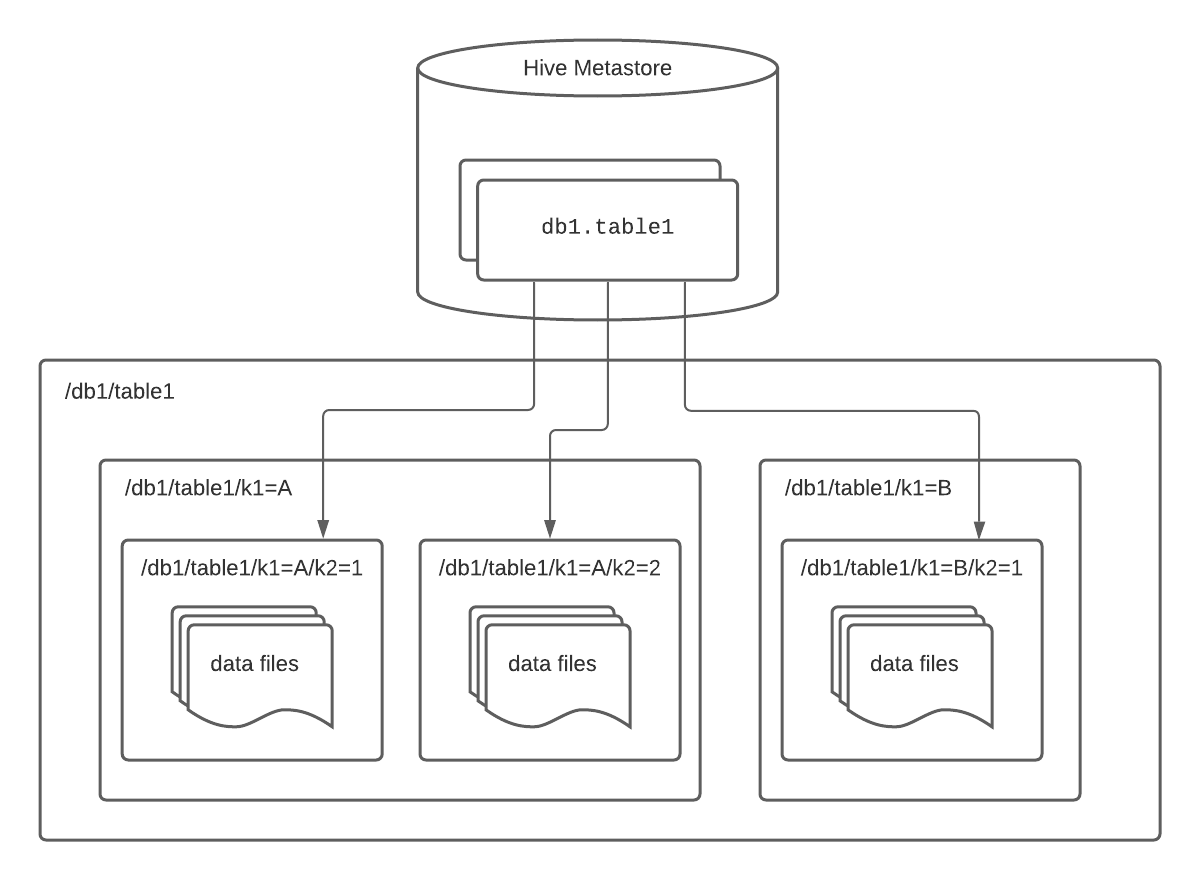 Hive Metastore
db1.table1
/db1/table1
/db1/table1/k1=A
/db1/table1/k1=B
/db1/table1/k1=A/k2=1
/db1/table1/k1=A/k2=2
/db1/table1/k1=B/k2=1
data files
data files
data files